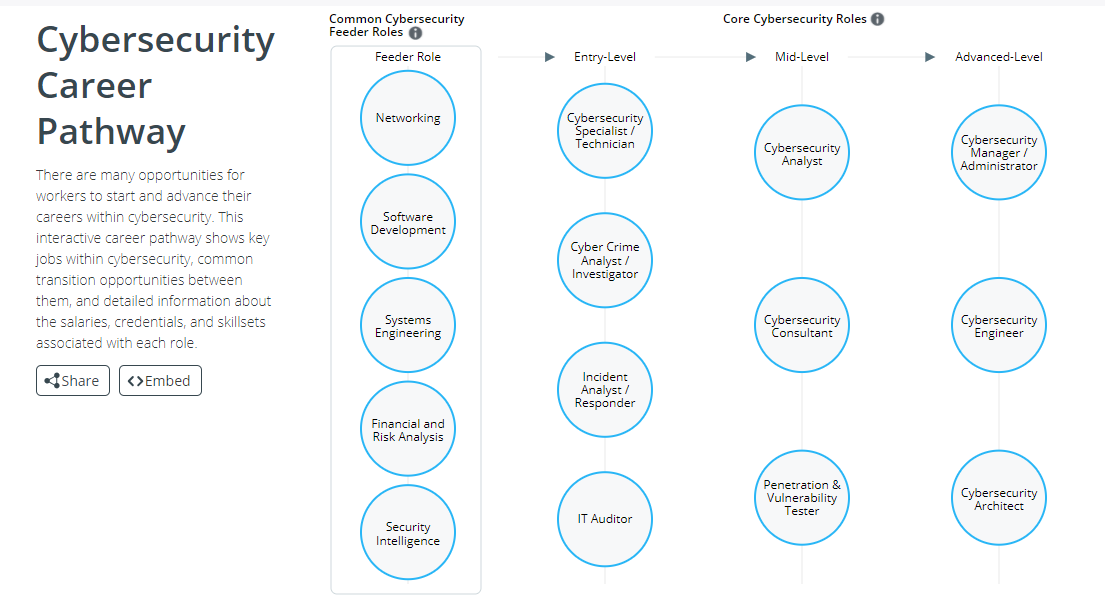 Cybersecurity
Career
Pathway
There are many opportunities for
workers to start and advance their
careers within cybersecurity. This
interactive career pathway shows key
jobs within cybersecurity, common
transition opportunities between
them, and detailed information about
the salaries, credentials, and skillsets
associated with each role.
Share
Embed
Common Cybersecurity
Feeder Roles
Feeder Role
Networking
Software
Development
Systems
Engineering
Financial and
Risk Analysis
Security
Intelligence
Core Cybersecurity Roles
Entry-Level
Cybersecurity
Specialist /
Technician
Cyber Crime
Analyst /
Investigator
Incident
Analyst /
Responder
IT Auditor
Mid-Level
Cybersecurity
Analyst
Cybersecurity
Consultant
Penetration &
Vulnerability
Tester
Advanced-Level
Cybersecurity
Manager /
Administrator
Cybersecurity
Engineer
Cybersecurity
Architect